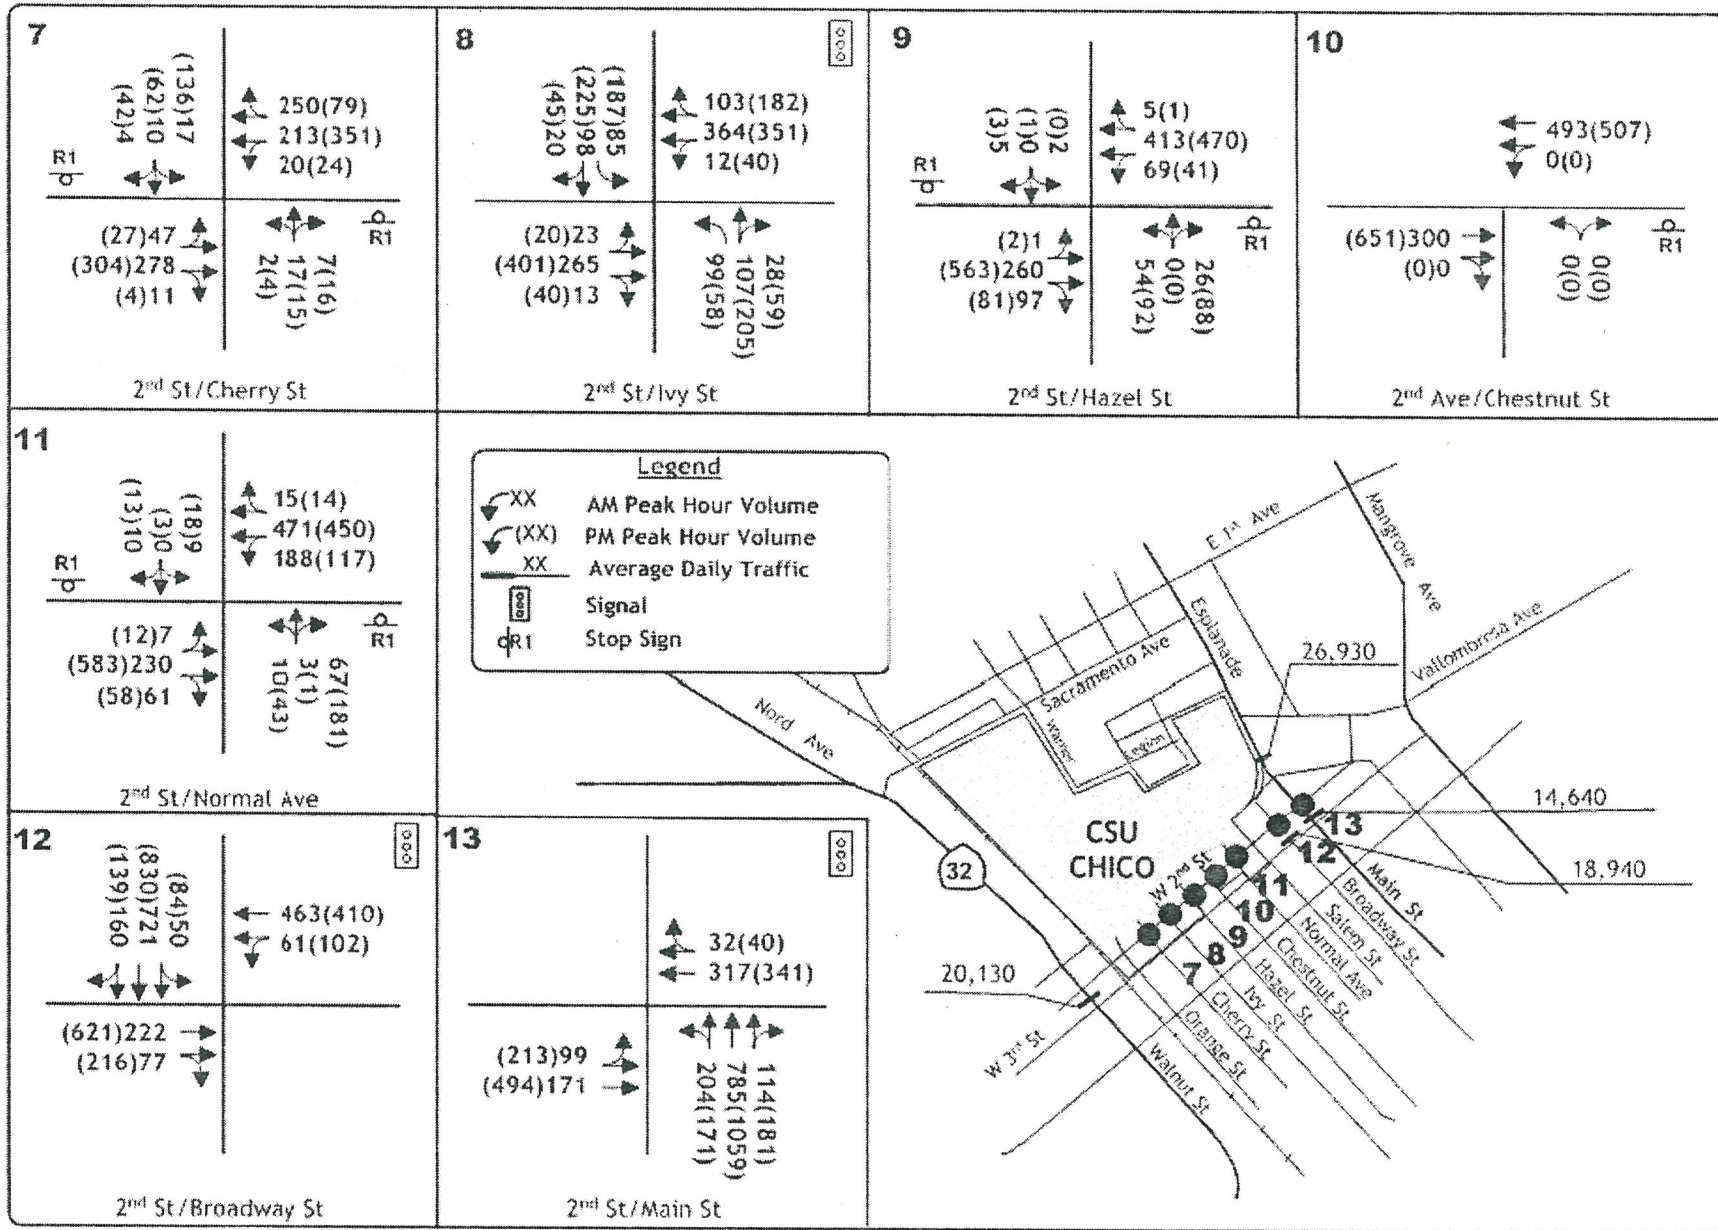 7
(136)17
(62)10
(42)4
250(79)
213(351)
20(24)
R1
(27)47
(304)278
(4)11
7(16)
17(15)
2(4)
R1
2nd St/Cherry St
8
(187)85
(225)98
(45)20
103(182)
364(351)
12(40)
(20)23
(401)265
(40)13
28(59)
107(205)
99(58)
2nd St/Ivy St
9
(0)2
(1)0
(3)5
5(1)
413(470)
69(41)
R1
(2)1
(563)260
(81)97
26(88)
0(0)
54(92)
R1
2nd St/Hazel St
10
493(507)
0(0)
(651)300
(0)0
0(0)
0(0)
R1
2nd Ave/Chestnut St
11
(18)9
(3)0
(13)10
15(14)
471(450)
188(117)
R1
(12)7
(583)230
(58)61
67(181)
3(1)
10(43)
R1
2nd St/Normal Ave
Legend
XX AM Peak Hour Volume
(XX) PM Peak Hour Volume
XX Average Daily Traffic
Signal
R1 Stop Sign
12
(84)50
(830)721
(139)160
463(410)
61(102)
(621)222
(216)77
2nd St/Broadway St
13
32(40)
317(341)
(213)99
(494)171
114(181)
785(1059)
204(171)
2nd St/Main St
E 1st Ave
Mangrove Ave
Esplanade
Vallombrosa Ave
Sacramento Ave
26,930
Nord Ave
Warner
Legion
14,640
CSU
CHICO
13
12
18,940
32
W 2nd St
11
10
9
8
7
Main St
Broadway St
Salem St
Normal Ave
Chestnut St
Hazel St
Ivy St
Cherry St
Orange St
20,130
W 3rd St
Walnut St